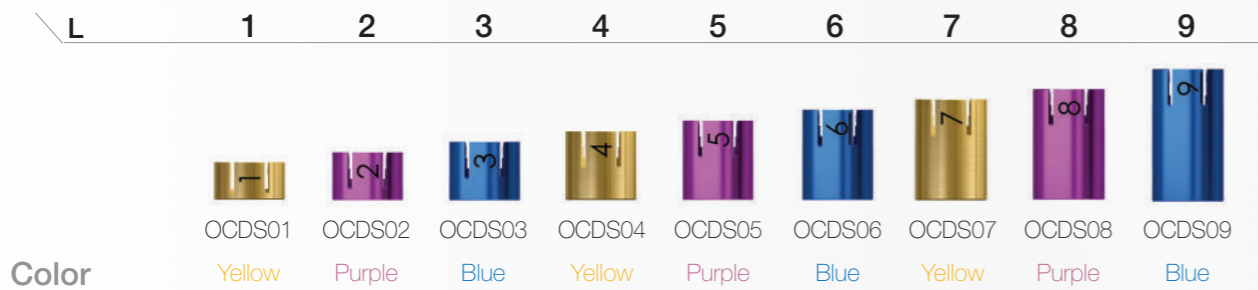 L 1 2 3 4 5 6 7 8 9
1 2 3 4 5 6 7 8 9
OCDS01 OCDS02 OCDS03 OCDS04 OCDS05 OCDS06 OCDS07 OCDS08 OCDS09
Color Yellow Purple Blue Yellow Purple Blue Yellow Purple Blue